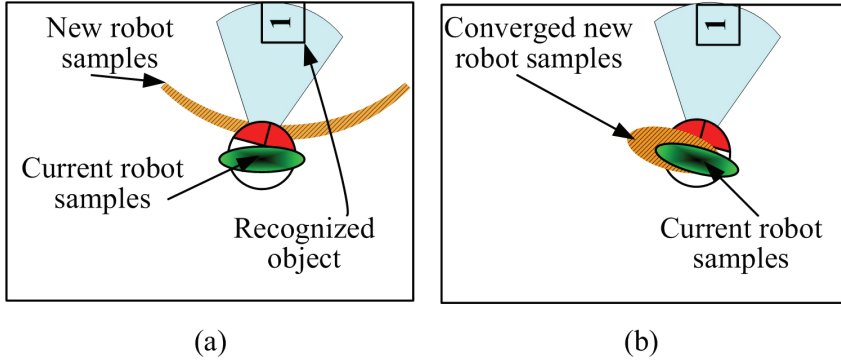 New robot
samples
1
Current robot
samples
Recognized
object
(a)
Converged new
robot samples
1
Current robot
samples
(b)